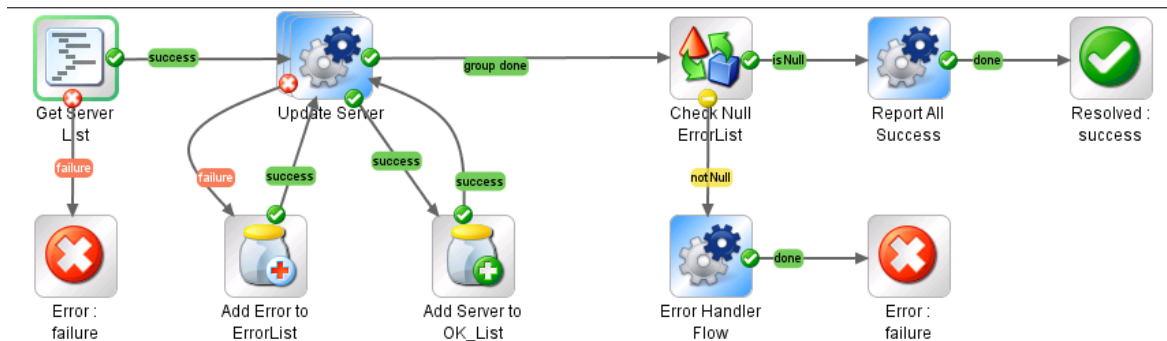 success
group done
is Null
done
Get Server
List
Update Server
Check Null
ErrorList
Report All
Success
Resolved :
success
failure
failure
success
success
success
notNull
done
Error :
failure
Add Error to
ErrorList
Add Server to
OK_List
Error Handler
Flow
Error :
failure